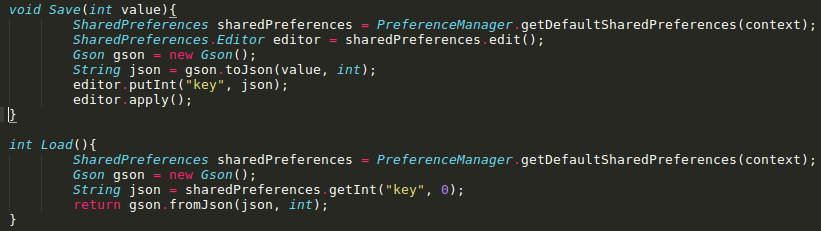 void Save(int value){
SharedPreferences sharedPreferences = PreferenceManager.getDefaultSharedPreferences(context);
SharedPreferences.Editor editor = sharedPreferences.edit();
Gson gson = new Gson();
String json = gson.toJson(value, int);
editor.putInt("key", json);
editor.apply();
}
int Load(){
SharedPreferences sharedPreferences = PreferenceManager.getDefaultSharedPreferences(context);
Gson gson = new Gson();
String json = sharedPreferences.getInt("key", 0);
return gson.fromJson(json, int);
}